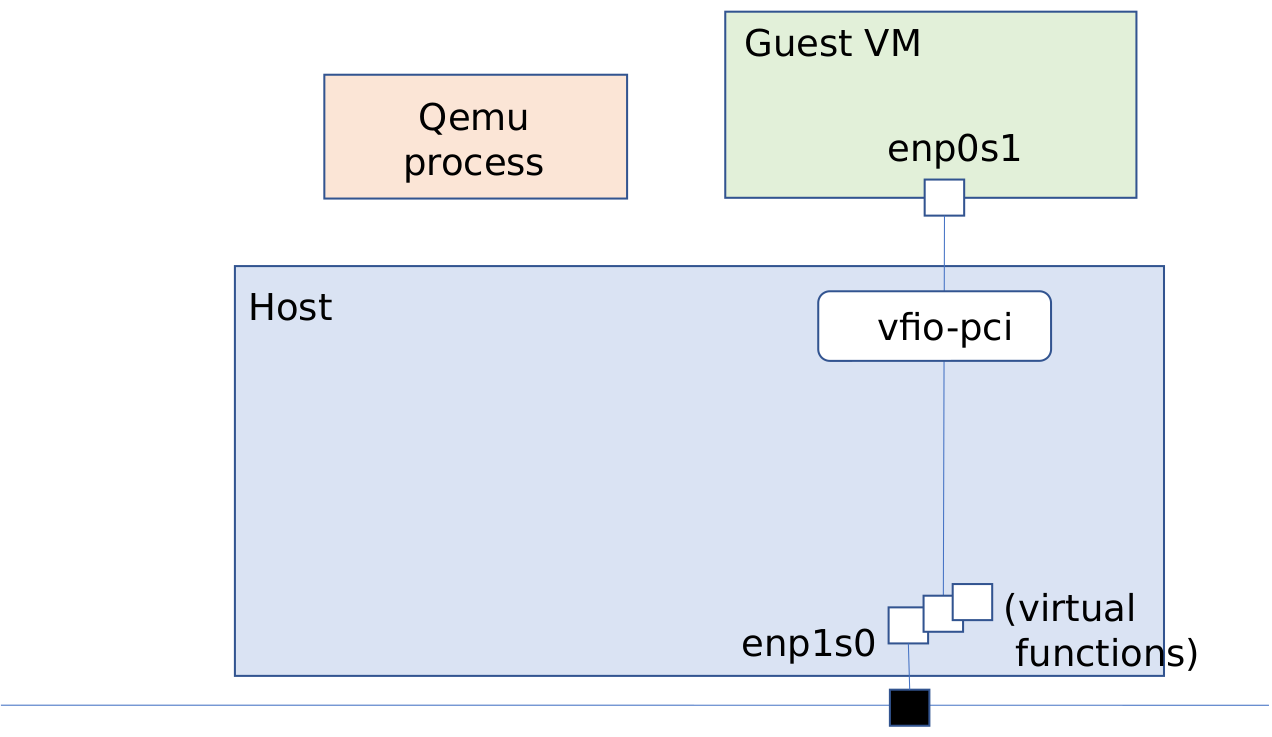 Guest VM
Qemu
process
enp0s1
Host
vfio-pci
(virtual
functions)
enp1s0